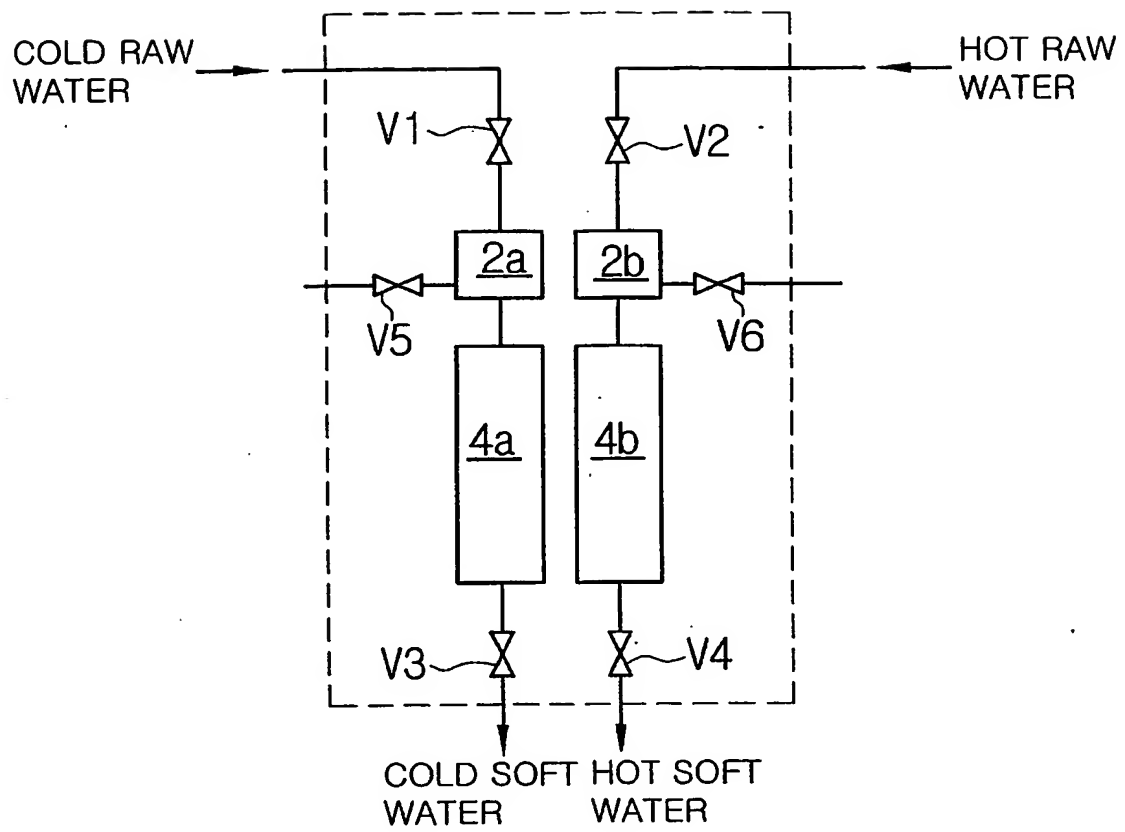 COLD RAW
WATER
HOT RAW
WATER
V1
V2
2a
2b
V5
V6
4a
4b
V3
V4
COLD SOFT
WATER
HOT SOFT
WATER